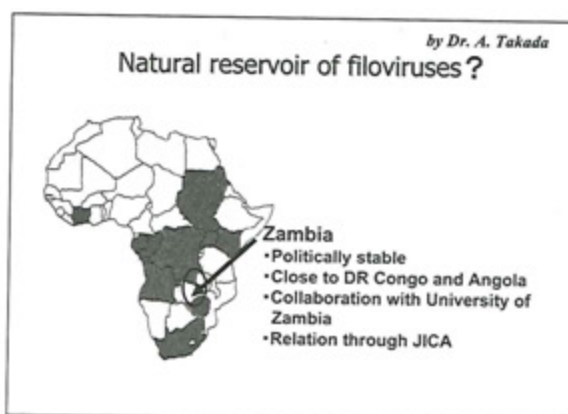 by Dr. A. Takada
Natural reservoir of filoviruses ?
Zambia
•Politically stable
•Close to DR Congo and Angola
•Collaboration with University of
Zambia
•Relation through JICA